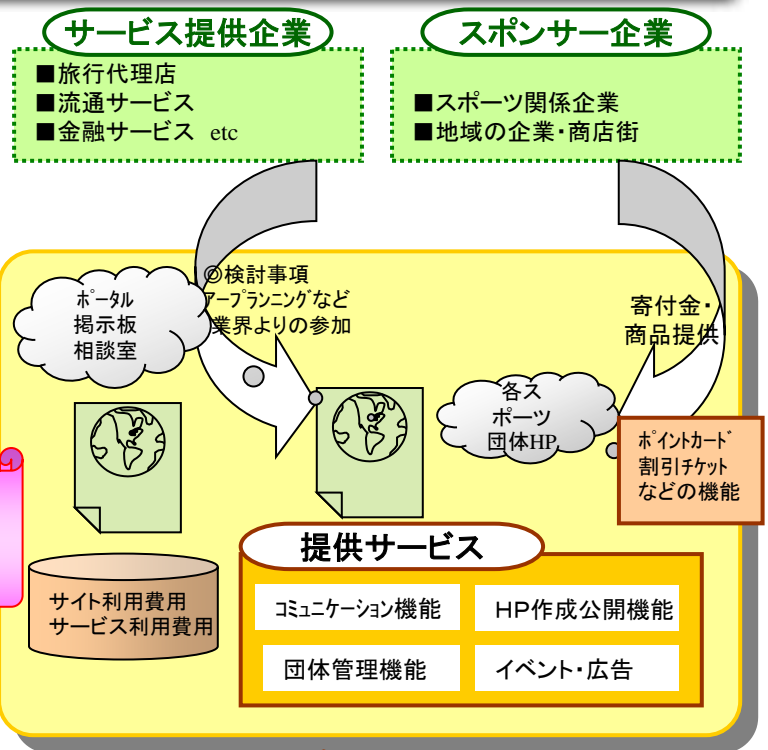 サービス提供企業
スポンサー企業
■旅行代理店
■流通サービス
■金融サービス etc
■スポーツ関係企業
■地域の企業・商店街
◎検討事項
アープランニングなど
業界よりの参加
ポータル
掲示板
相談室
寄付金・
商品提供
各ス
ポーツ
団体HP
ポイントカード
割引チケット
などの機能
提供サービス
コミュニケーション機能
HP作成公開機能
団体管理機能
イベント・広告
サイト利用費用
サービス利用費用